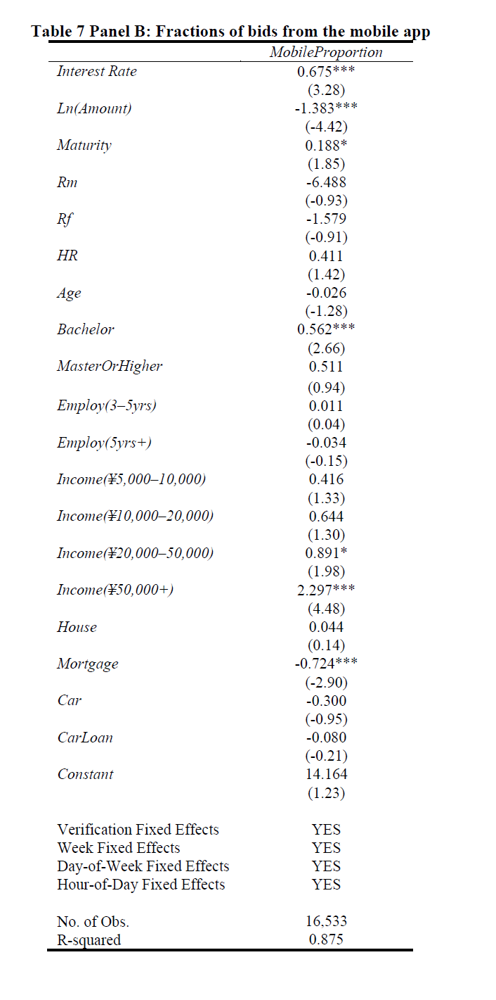 Table 7 Panel B: Fractions of bids from the mobile app
MobileProportion
Interest Rate 0.675***
(3.28)
Ln(Amount) -1.383***
(-4.42)
Maturity 0.188*
(1.85)
Rm -6.488
(-0.93)
Rf -1.579
(-0.91)
HR 0.411
(1.42)
Age -0.026
(-1.28)
Bachelor 0.562***
(2.66)
MasterOrHigher 0.511
(0.94)
Employ(3–5yrs) 0.011
(0.04)
Employ(5yrs+) -0.034
(-0.15)
Income(¥5,000–10,000) 0.416
(1.33)
Income(¥10,000–20,000) 0.644
(1.30)
Income(¥20,000–50,000) 0.891*
(1.98)
Income(¥50,000+) 2.297***
(4.48)
House 0.044
(0.14)
Mortgage -0.724***
(-2.90)
Car -0.300
(-0.95)
CarLoan -0.080
(-0.21)
Constant 14.164
(1.23)
Verification Fixed Effects YES
Week Fixed Effects YES
Day-of-Week Fixed Effects YES
Hour-of-Day Fixed Effects YES
No. of Obs. 16,533
R-squared 0.875